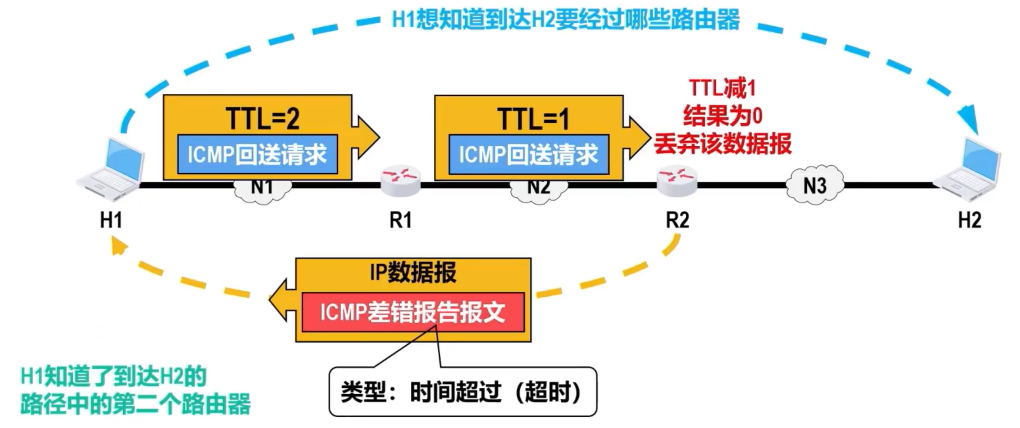 H1想知道到达H2要经过哪些路由器
TTL=2
ICMP回送请求
TTL=1
ICMP回送请求
TTL减1
结果为0
丢弃该数据报
N1
N2
N3
H1
R1
R2
H2
IP数据报
ICMP差错报告报文
类型：时间超过（超时）
H1知道了到达H2的
路径中的第二个路由器